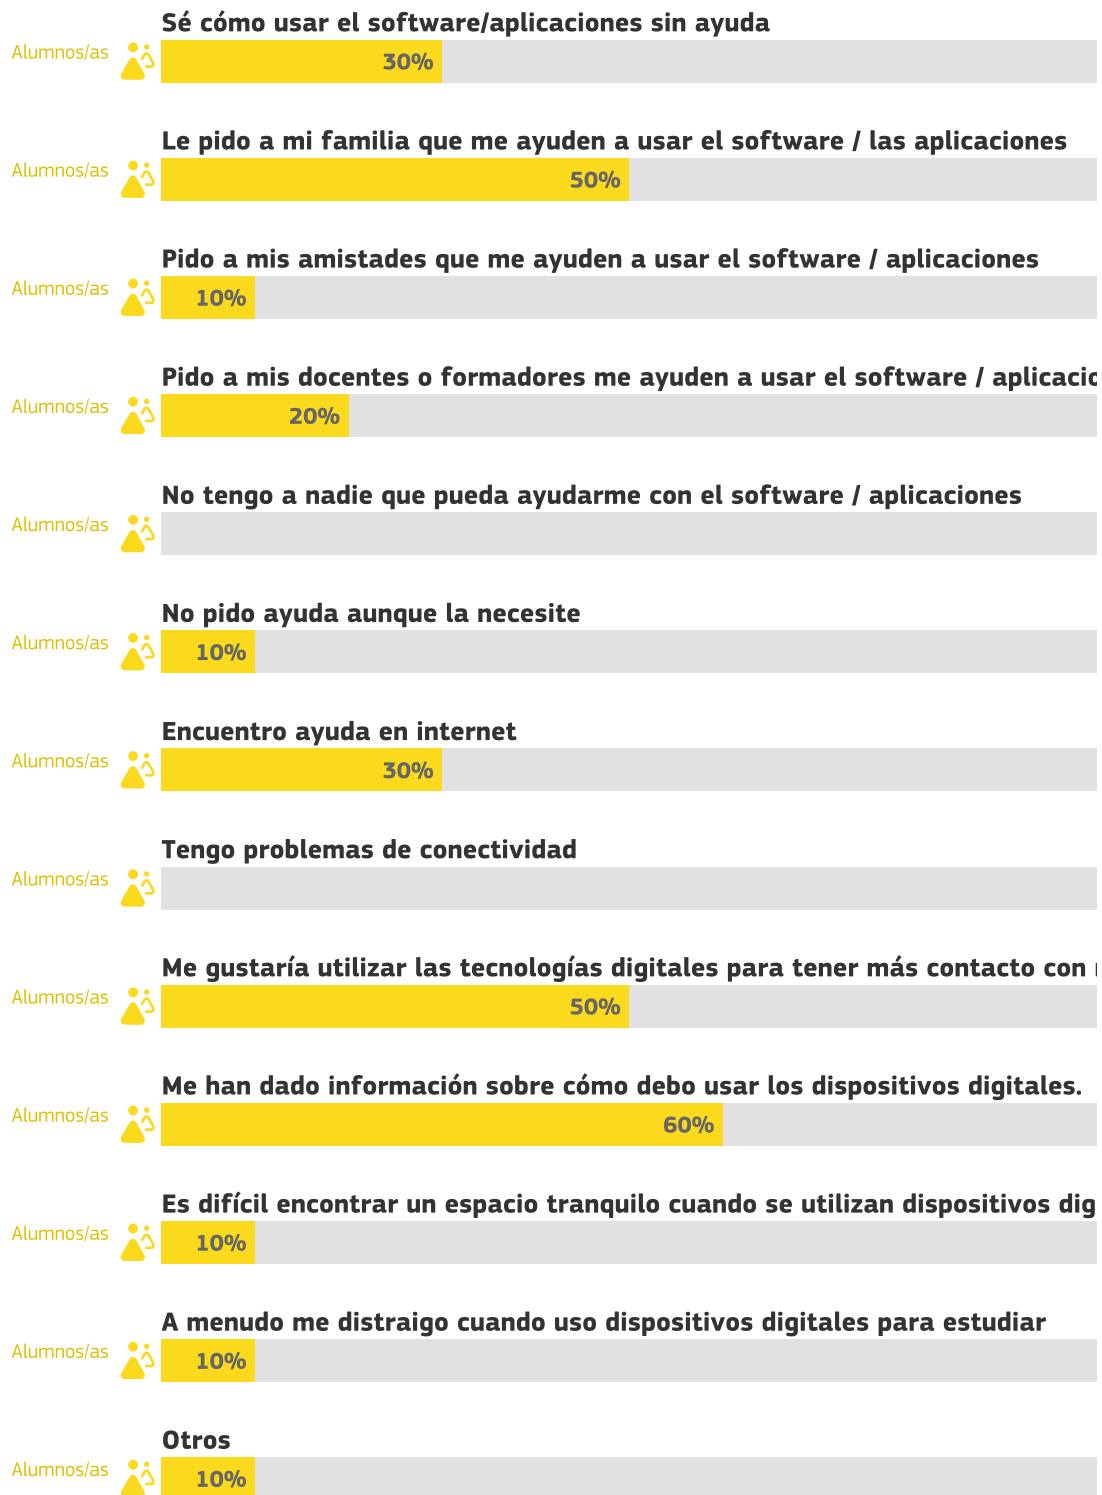 Sé cómo usar el software/aplicaciones sin ayuda
Alumnos/as 30%
Le pido a mi familia que me ayuden a usar el software / las aplicaciones
Alumnos/as 50%
Pido a mis amistades que me ayuden a usar el software / aplicaciones
Alumnos/as 10%
Pido a mis docentes o formadores me ayuden a usar el software /
Alumnos/as 20%
No tengo a nadie que pueda ayudarme con el software / aplicaciones
Alumnos/as
No pido ayuda aunque la necesite
Alumnos/as 10%
Encuentro ayuda en internet
Alumnos/as 30%
Tengo problemas de conectividad
Alumnos/as
Me gustaría utilizar las tecnologías digitales para tener más contacto con
Alumnos/as 50%
Me han dado información sobre cómo debo usar los dispositivos digitales.
Alumnos/as 60%
Es difícil encontrar un espacio tranquilo cuando se utilizan dispositivos
Alumnos/as 10%
A menudo me distraigo cuando uso dispositivos digitales para estudiar
Alumnos/as 10%
Otros
Alumnos/as 10%